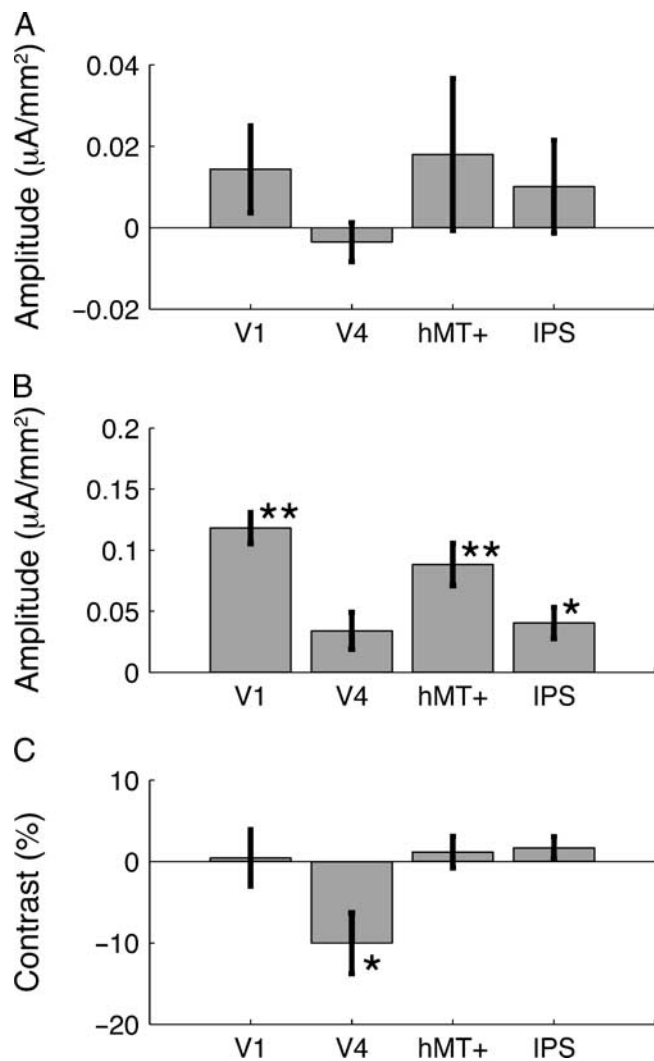 A
Amplitude (μA/mm²)
0.04
0.02
0
−0.02
V1 V4 hMT+ IPS
B
Amplitude (μA/mm²)
0.2
0.15
0.1
0.05
0
** ** *
V1 V4 hMT+ IPS
C
Contrast (%)
10
0
−10
−20
*
V1 V4 hMT+ IPS